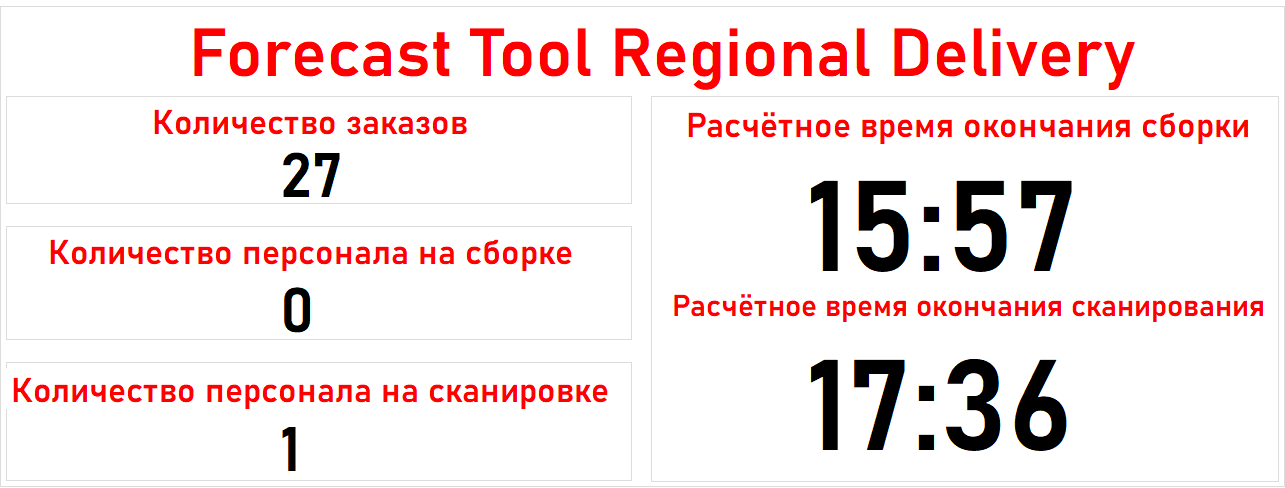 Forecast Tool Regional Delivery
Количество заказов
27
Количество персонала на сборке
0
Количество персонала на сканировке
1
Расчётное время окончания сборки
15:57
Расчётное время окончания сканирования
17:36